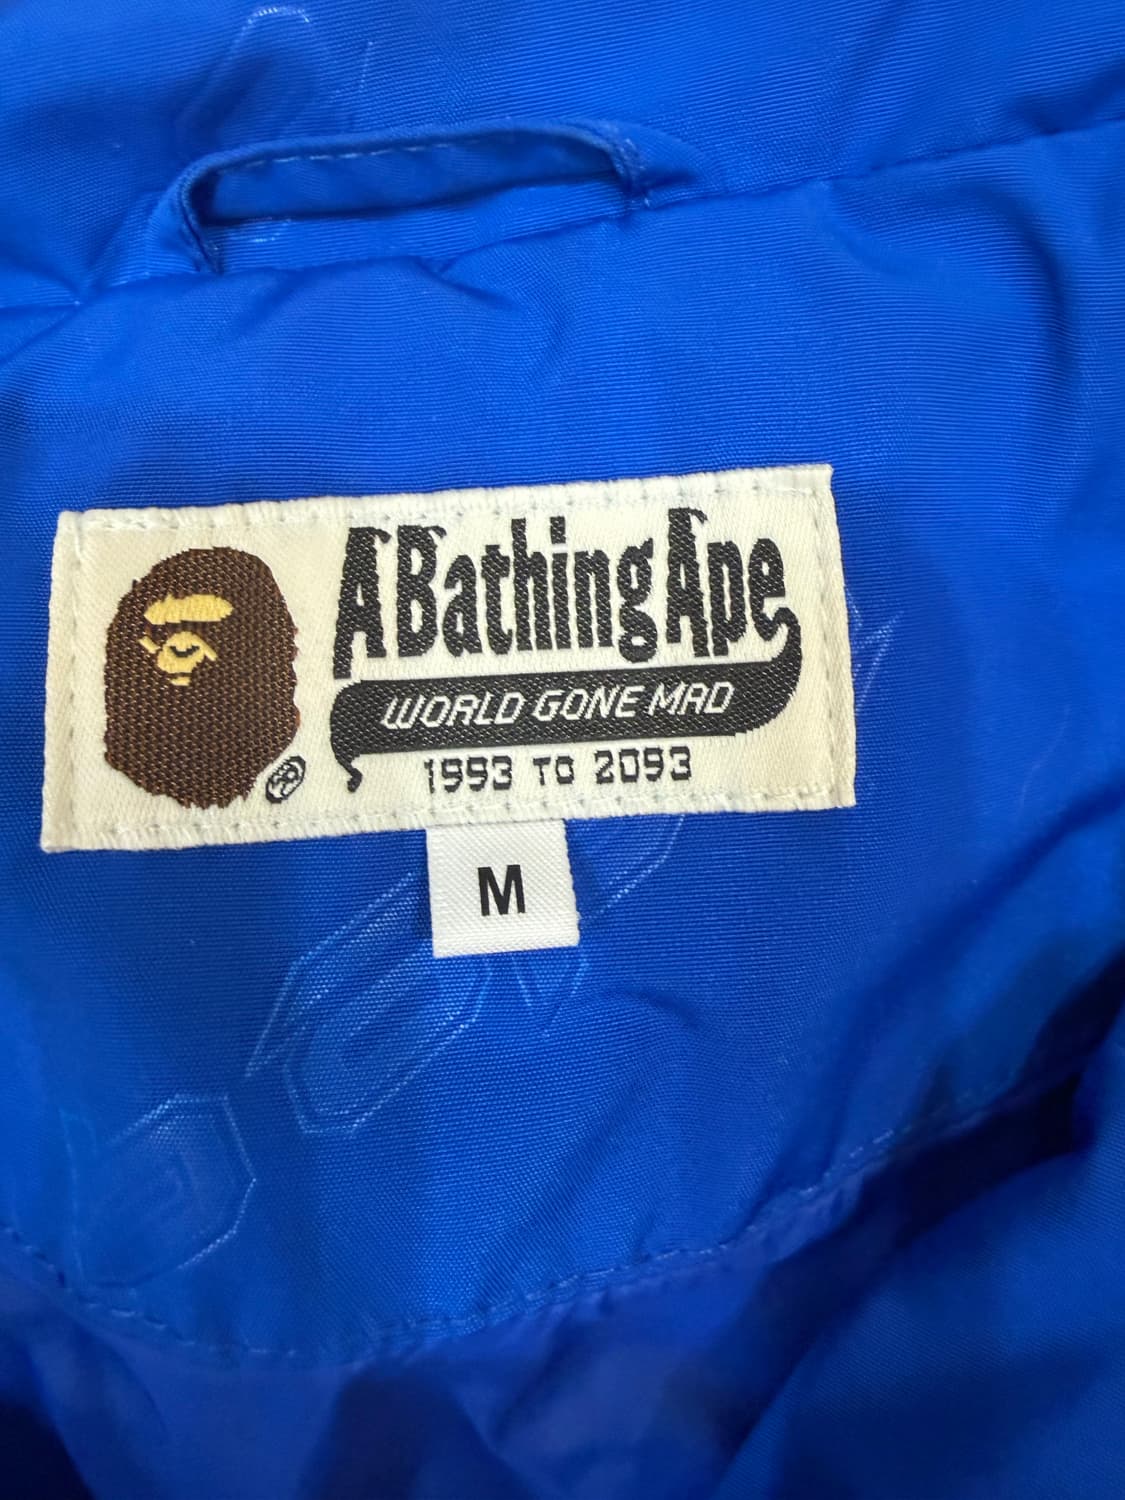 A Bathing Ape
WORLD GONE MAD
1993 TO 2093
®
M